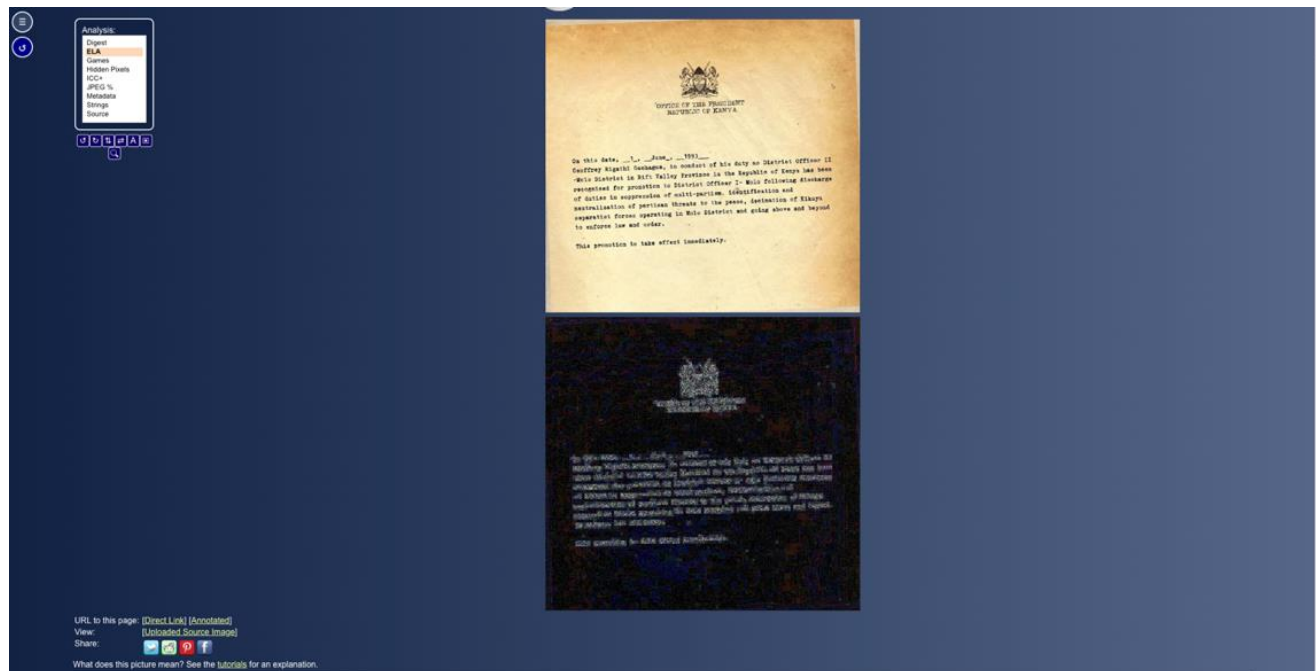 Analysis:
Digest
ELA
Games
Hidden Pixels
ICC+
JPEG %
Metadata
Strings
Source
A
OFFICE OF THE PRESIDENT
REPUBLIC OF KENYA
On this date, __1_, __June_, __1993__
Geoffrey Rigathi Gachagua, in conduct of his duty as District Officer II
-Molo District in Rift Valley Province in the Republic of Kenya has been
recognized for promotion to District Officer I- Molo following discharge
of duties in suppression of multi-partism, identification and
neutralisation of partisan threats to the peace, decimation of Kikuyu
separatist forces operating in Molo District and going above and beyond
to enforce law and order.
This promotion to take effect immediately.
URL to this page: [Direct Link] [Annotated]
View: [Uploaded Source Image]
Share:
What does this picture mean? See the tutorials for an explanation.